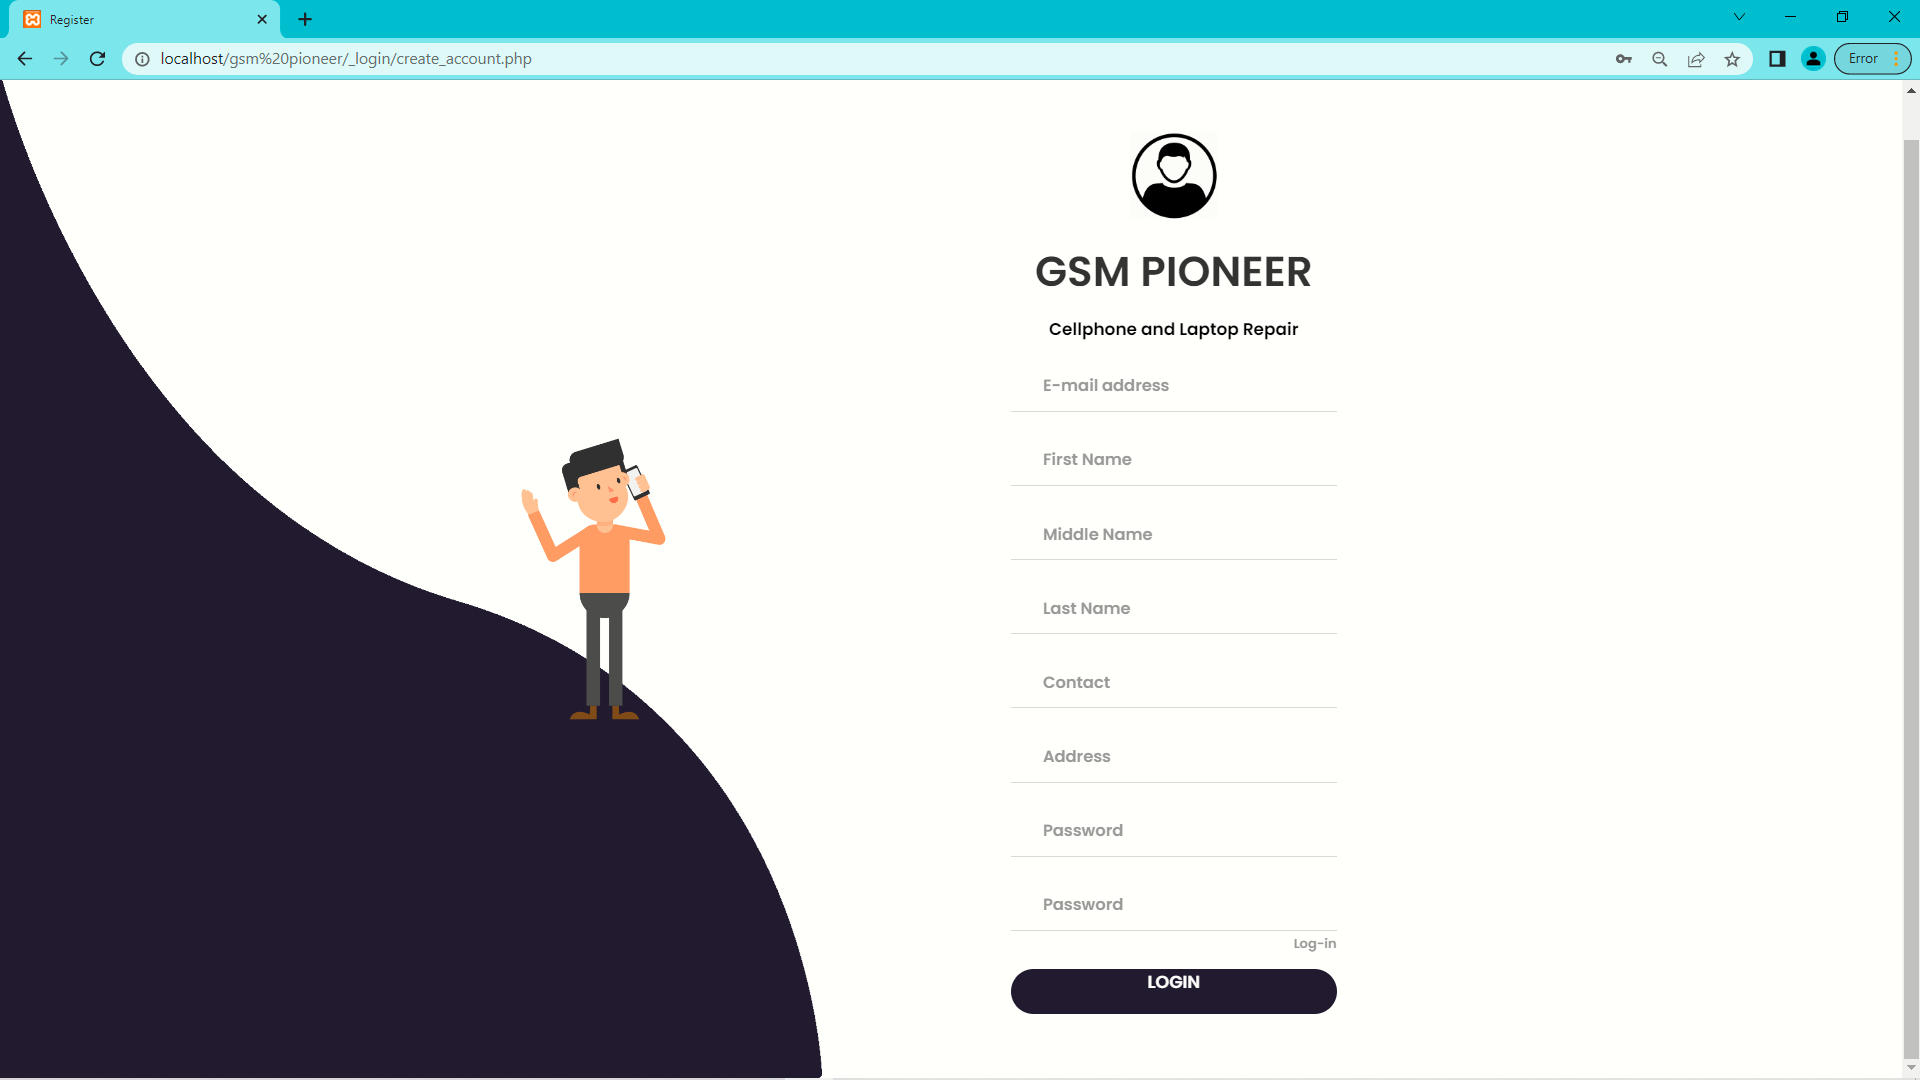 Register
localhost/gsm%20pioneer/_login/create_account.php
Error
GSM PIONEER
Cellphone and Laptop Repair
E-mail address
First Name
Middle Name
Last Name
Contact
Address
Password
Password
Log-in
LOGIN